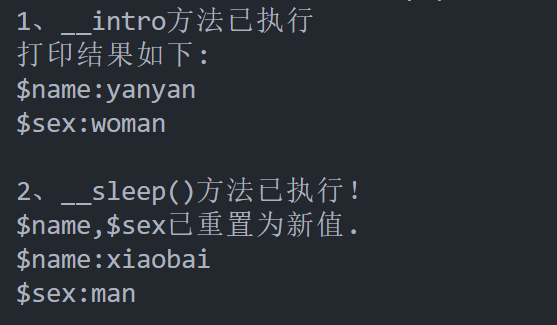 1、__intro方法已执行
打印结果如下:
$name:yanyan
$sex:woman
2、__sleep()方法已执行！
$name,$sex已重置为新值.
$name:xiaobai
$sex:man